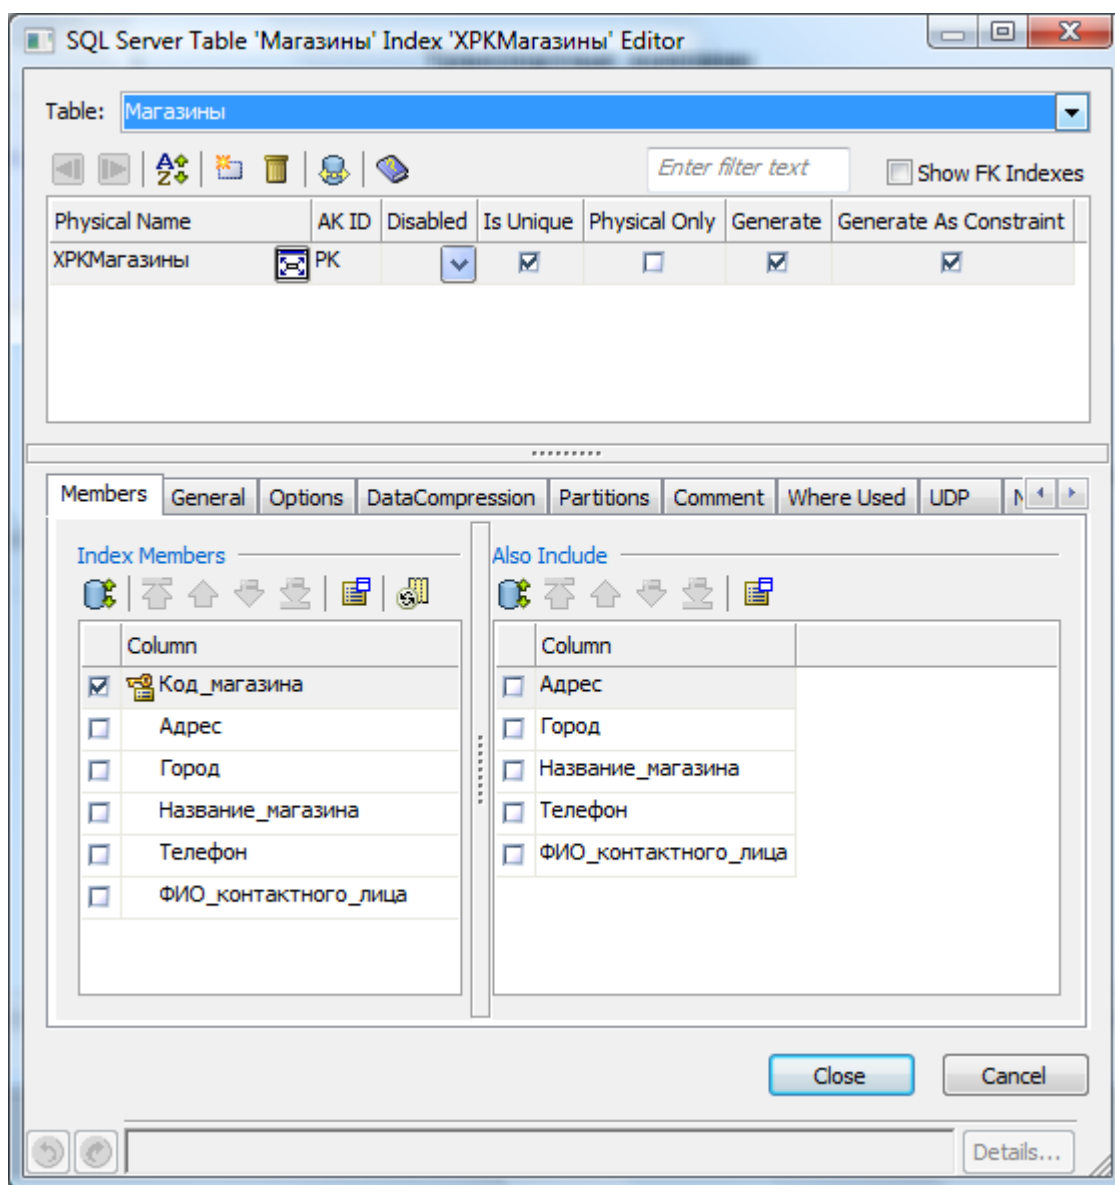 SQL Server Table 'Магазины' Index 'ХРКМагазины' Editor
Table: Магазины
Enter filter text Show FK Indexes
Physical Name AK ID Disabled Is Unique Physical Only Generate Generate As Constraint
ХРКМагазины PK
Members General Options DataCompression Partitions Comment Where Used UDP
Index Members Also Include
Column Column
Код_магазина Адрес
Адрес Город
Город Название_магазина
Название_магазина Телефон
Телефон ФИО_контактного_лица
ФИО_контактного_лица
Close Cancel
Details...